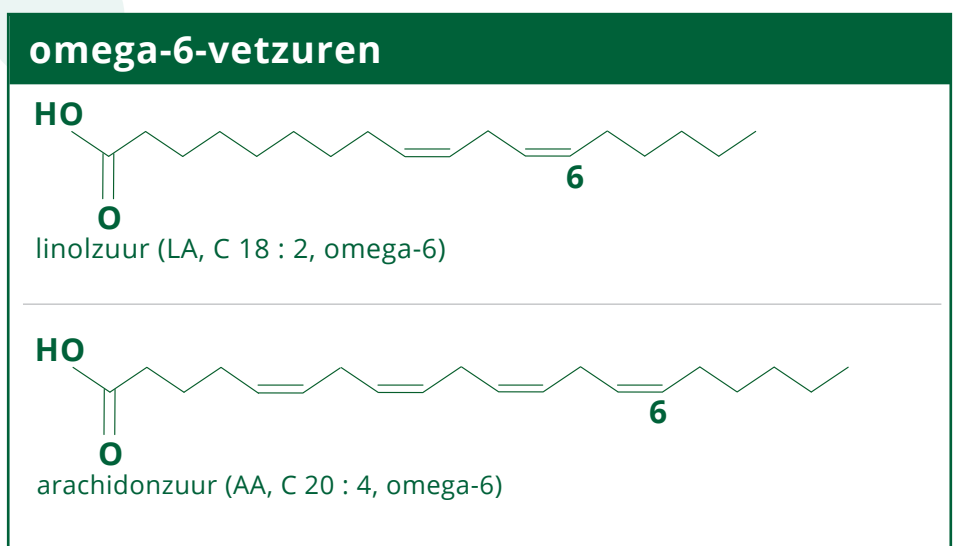 omega-6-vetzuren
HO
6
O
linolzuur (LA, C 18 : 2, omega-6)
HO
6
O
arachidonzuur (AA, C 20 : 4, omega-6)